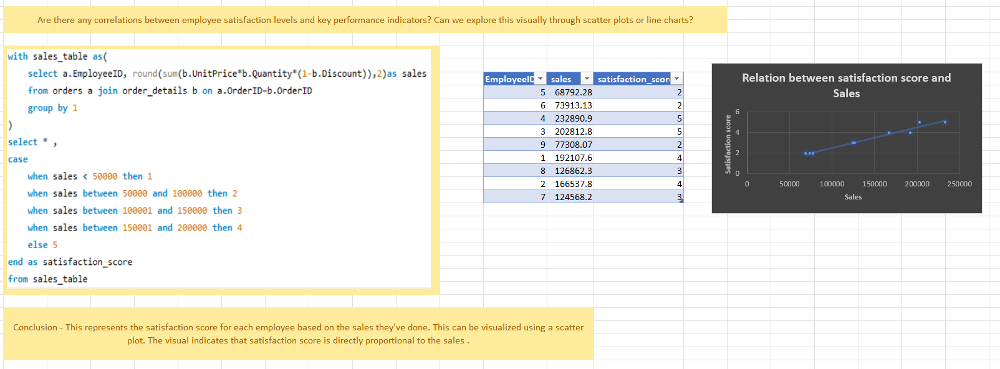 Are there any correlations between employee satisfaction levels and key performance indicators? Can we explore this visually through scatter plots or line charts?
with sales_table as(
select a.EmployeeID, round(sum(b.UnitPrice*b.Quantity*(1-b.Discount)),2)as sales
from orders a join order_details b on a.OrderID=b.OrderID
group by 1
)
select * ,
case
when sales < 50000 then 1
when sales between 50000 and 100000 then 2
when sales between 100001 and 150000 then 3
when sales between 150001 and 200000 then 4
else 5
end as satisfaction_score
from sales_table
EmployeeID sales satisfaction_score
5 68792.28 2
6 73913.13 2
4 232890.9 5
3 202812.8 5
9 77308.07 2
1 192107.6 4
8 126862.3 3
2 166537.8 4
7 124568.2 3
Relation between satisfaction score and
Sales
Satisfaction score
6
4
2
0
0 50000 100000 150000 200000 250000
Sales
Conclusion - This represents the satisfaction score for each employee based on the sales they've done. This can be visualized using a scatter
plot. The visual indicates that satisfaction score is directly proportional to the sales .